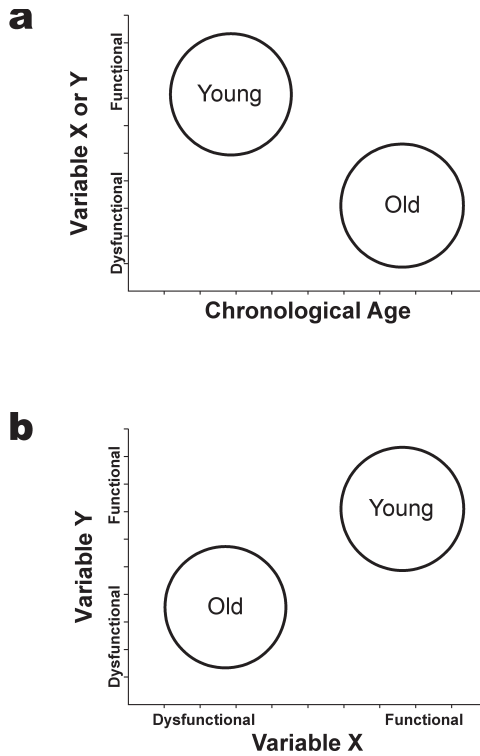 a
Variable X or Y
Functional
Dysfunctional
Young
Old
Chronological Age
b
Variable Y
Functional
Dysfunctional
Young
Old
Dysfunctional
Functional
Variable X